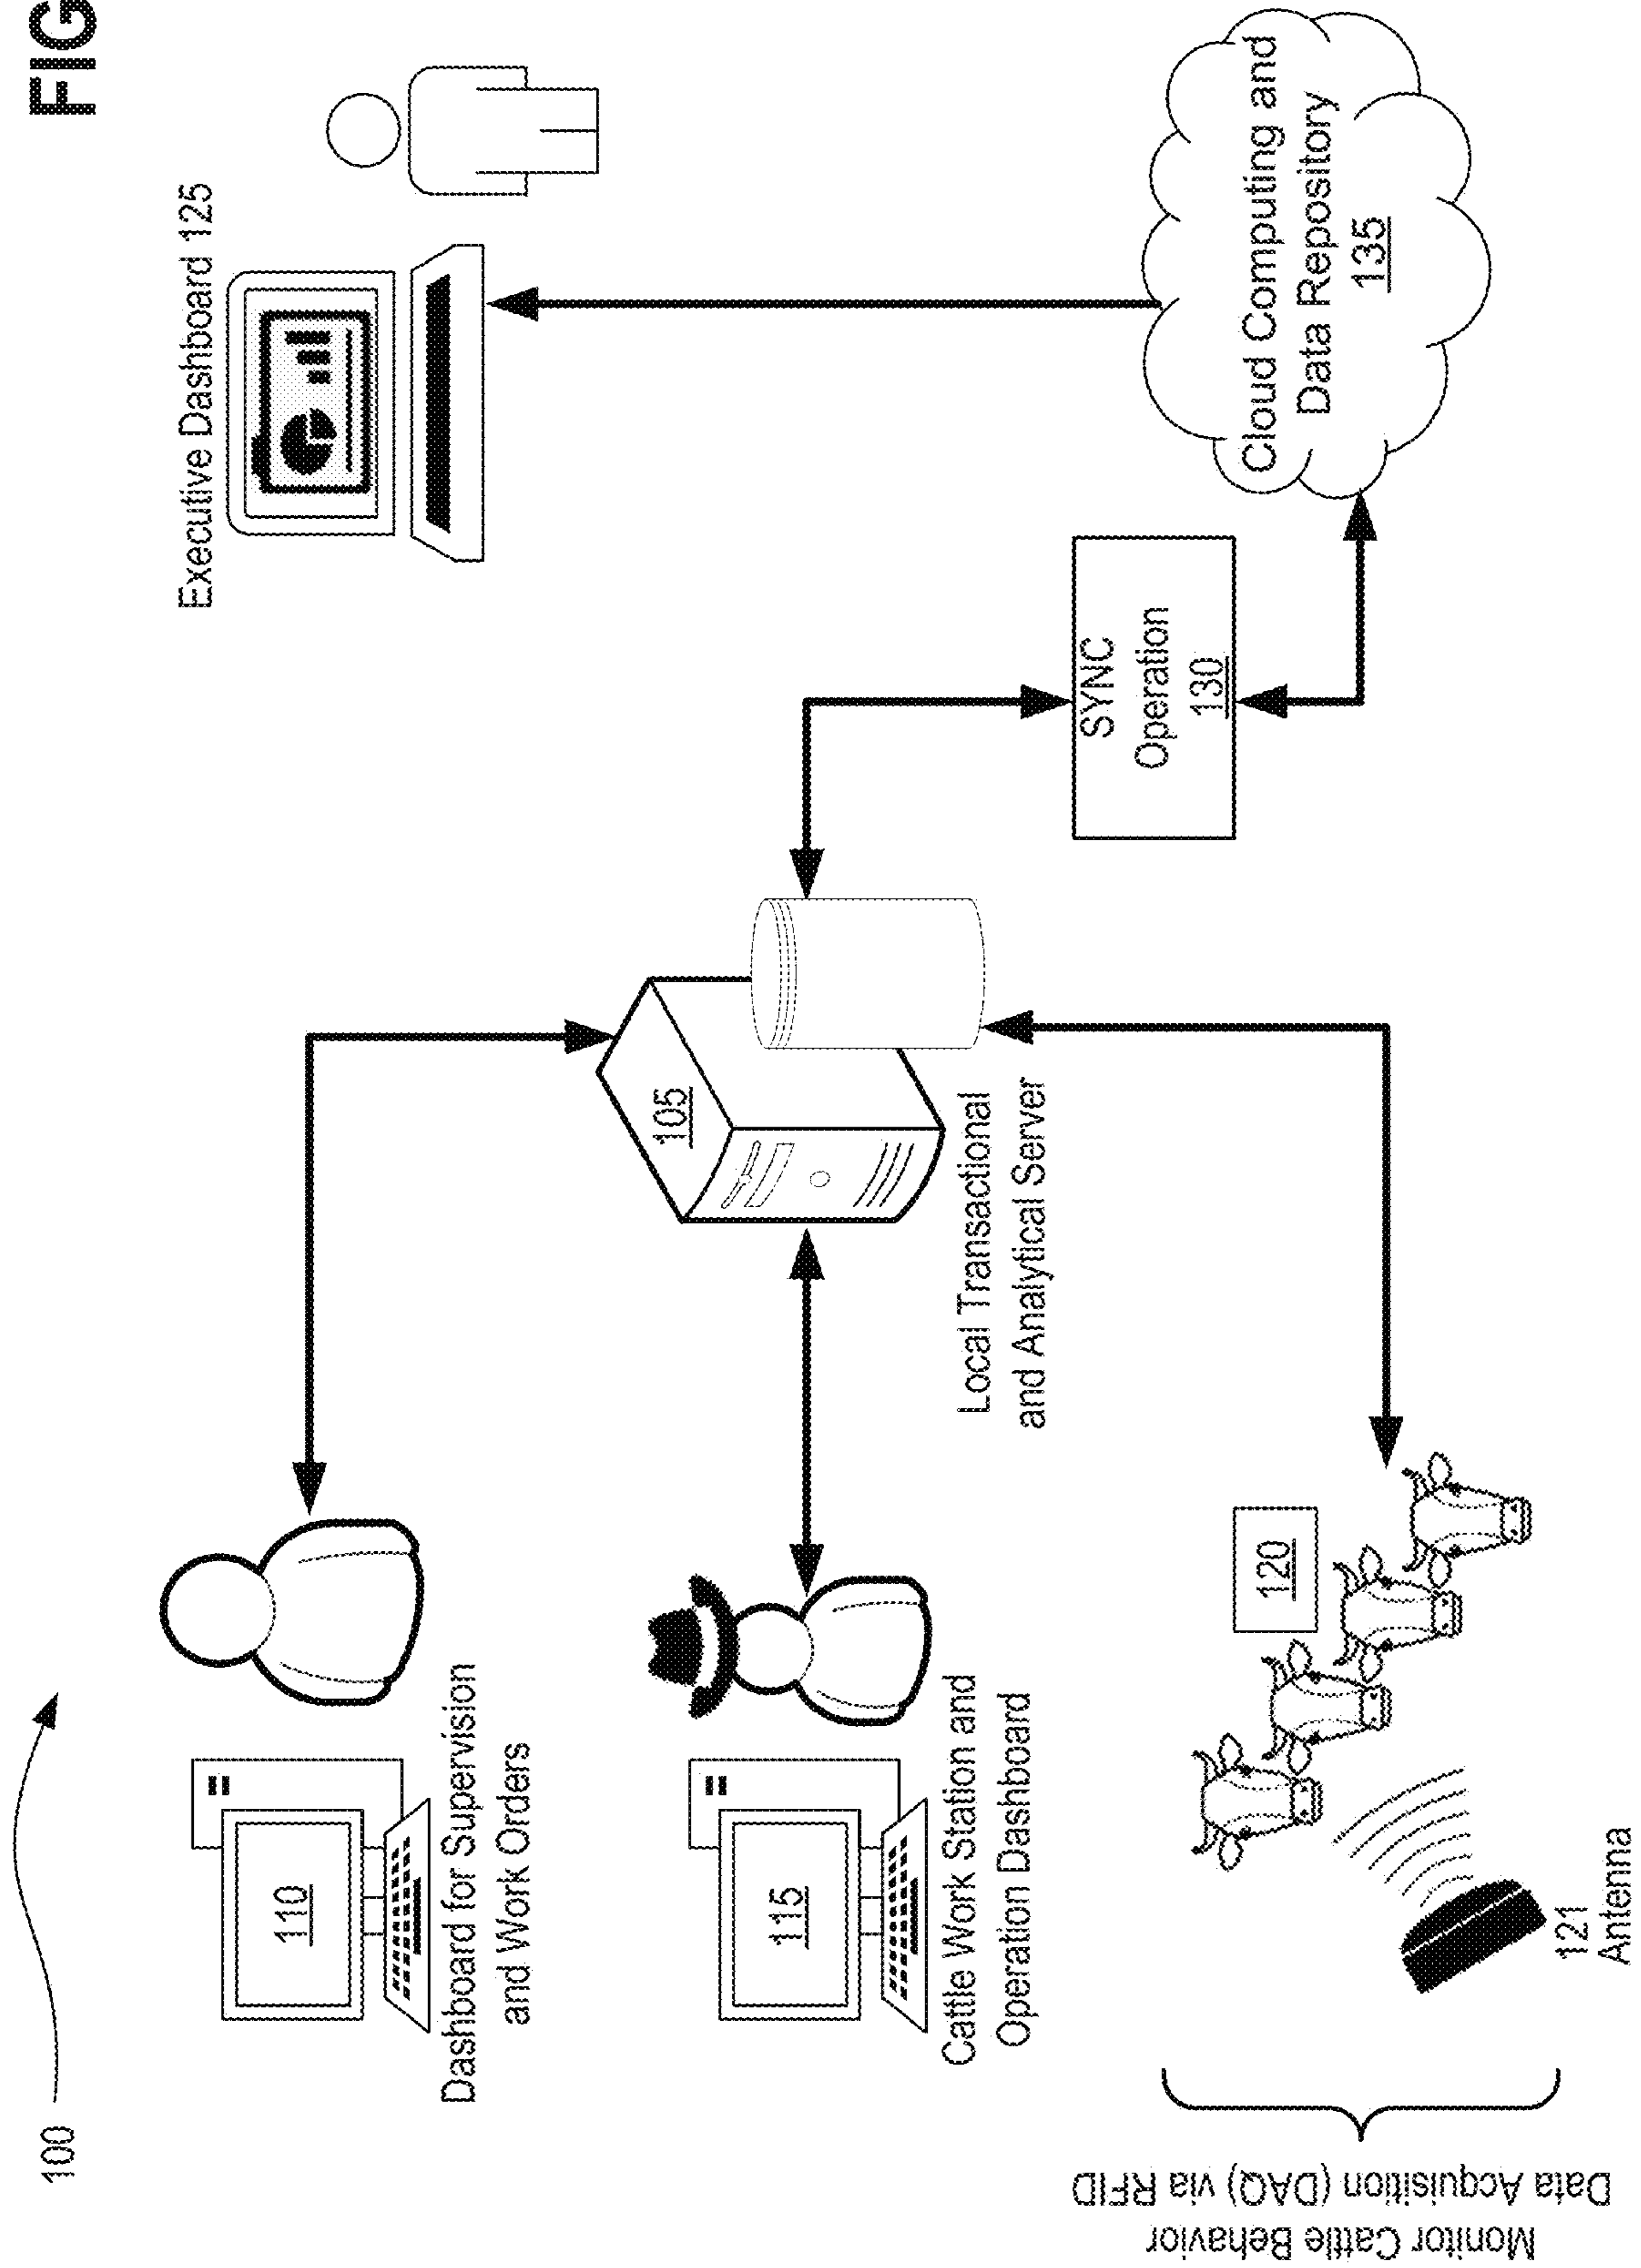 FIG
100
Executive Dashboard 125
110
Dashboard for Supervision
and Work Orders
105
115
Cattle Work Station and
Operation Dashboard
Local Transactional
and Analytical Server
SYNC
Operation
130
Cloud Computing and
Data Repository
135
120
121
Antenna
Monitor Cattle Behavior
Data Acquisition (DAQ) via RFID